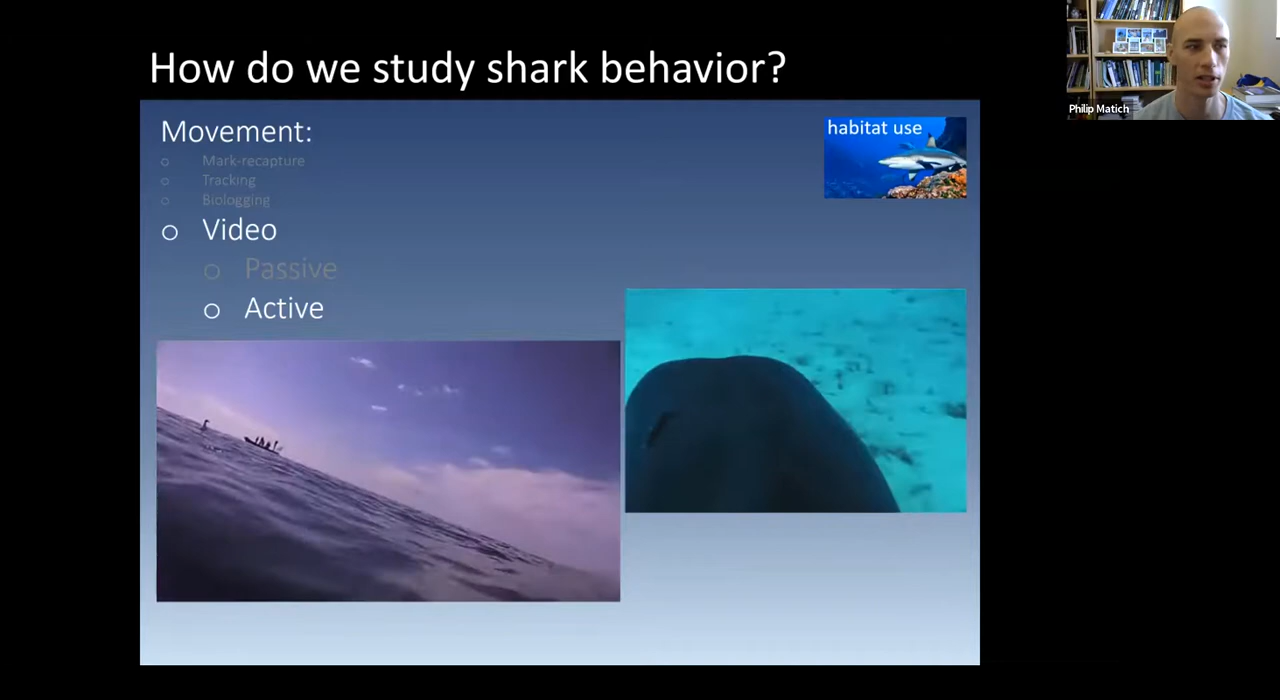 How do we study shark behavior?
Movement:
habitat use
o Mark-recapture
o Tracking
o Biologging
o Video
o Passive
o Active
Philip Matich